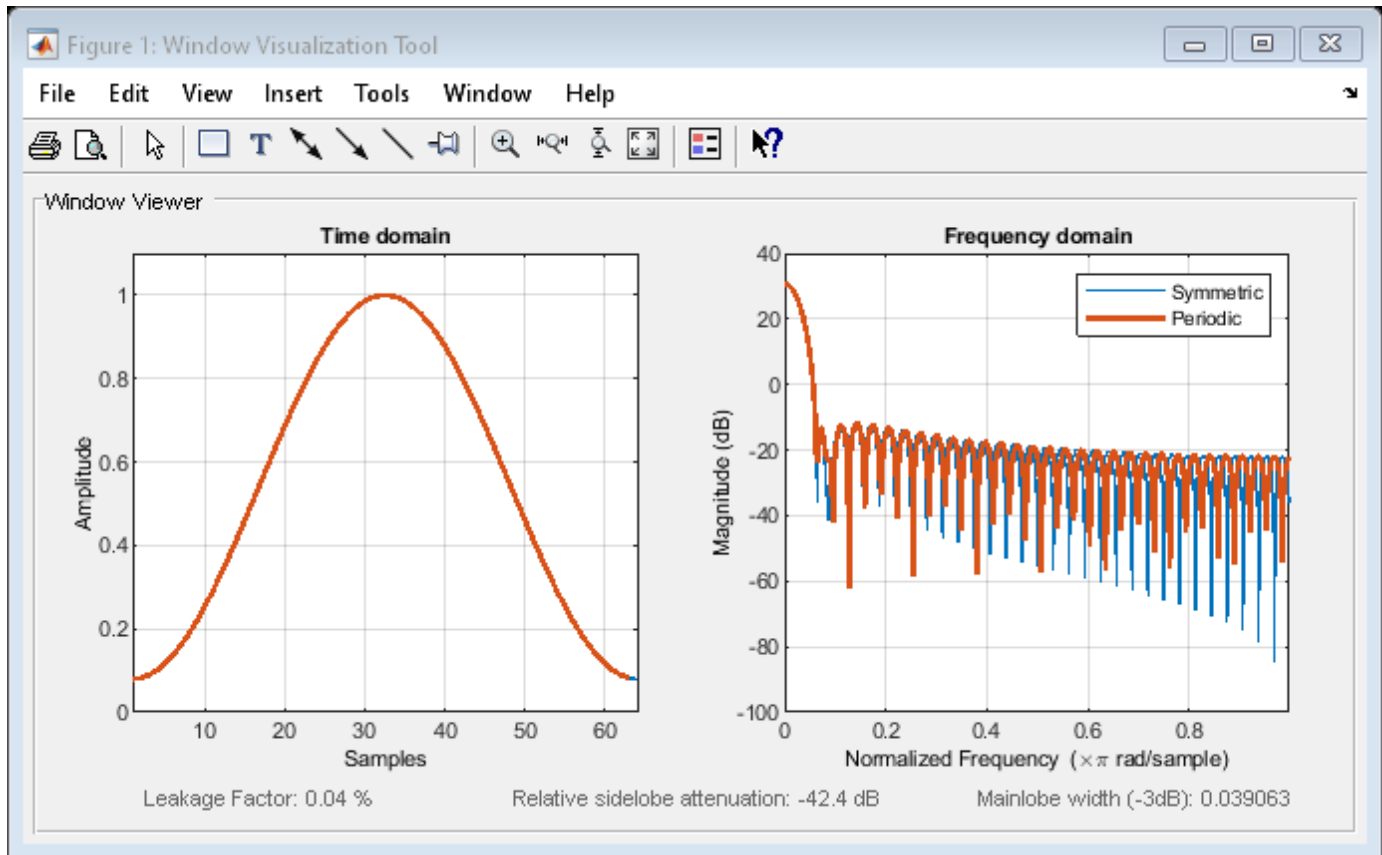 Figure 1: Window Visualization Tool
File Edit View Insert Tools Window Help
T
?
Window Viewer
Time domain
1
0.8
0.6
0.4
0.2
0
Amplitude
10 20 30 40 50 60
Samples
Frequency domain
40
20
0
-20
-40
-60
-80
-100
Magnitude (dB)
Symmetric
Periodic
0 0.2 0.4 0.6 0.8
Normalized Frequency (×π rad/sample)
Leakage Factor: 0.04 %
Relative sidelobe attenuation: -42.4 dB
Mainlobe width (-3dB): 0.039063